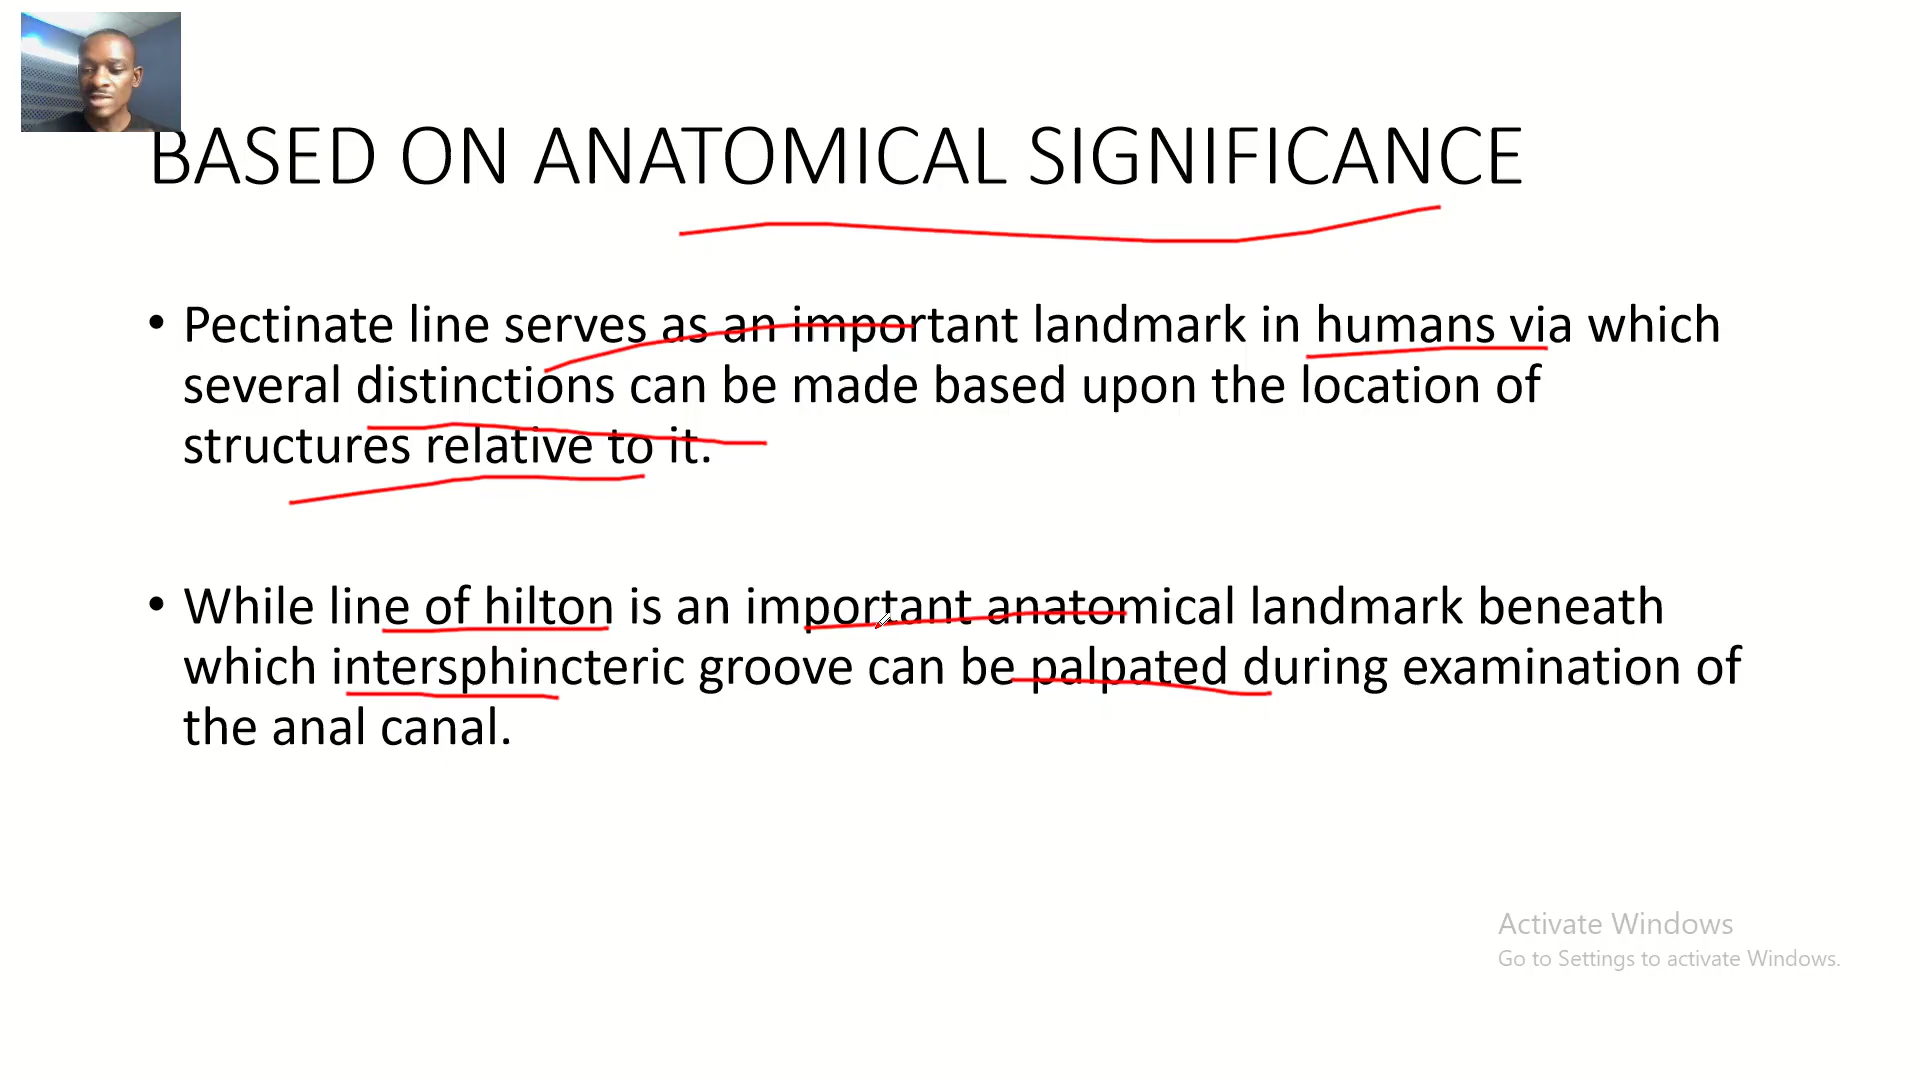 BASED ON ANATOMICAL SIGNIFICANCE
• Pectinate line serves as an important landmark in humans via which
several distinctions can be made based upon the location of
structures relative to it.
• While line of hilton is an important anatomical landmark beneath
which intersphincteric groove can be palpated during examination of
the anal canal.
Activate Windows
Go to Settings to activate Windows.